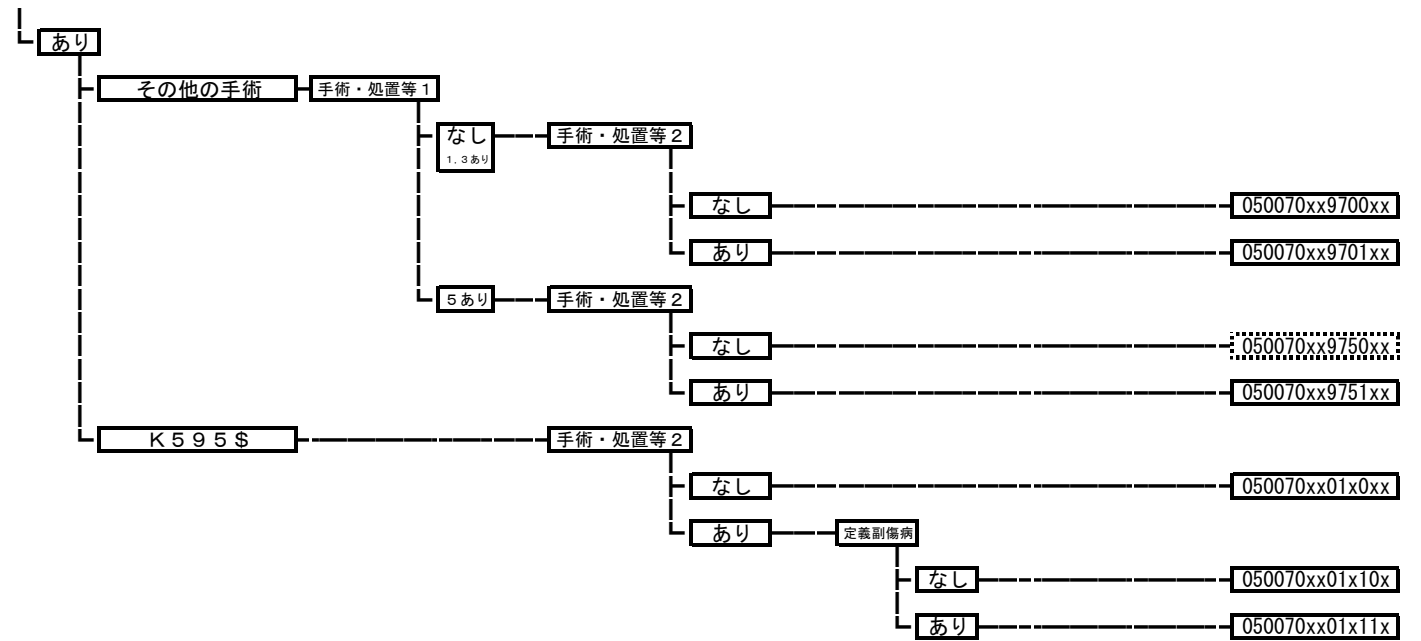 あり
その他の手術 手術・処置等１
なし 手術・処置等２
１，３あり
なし 050070xx9700xx
あり 050070xx9701xx
５あり 手術・処置等２
なし 050070xx9750xx
あり 050070xx9751xx
Ｋ５９５＄ 手術・処置等２
なし 050070xx01x0xx
あり 定義副傷病
なし 050070xx01x10x
あり 050070xx01x11x